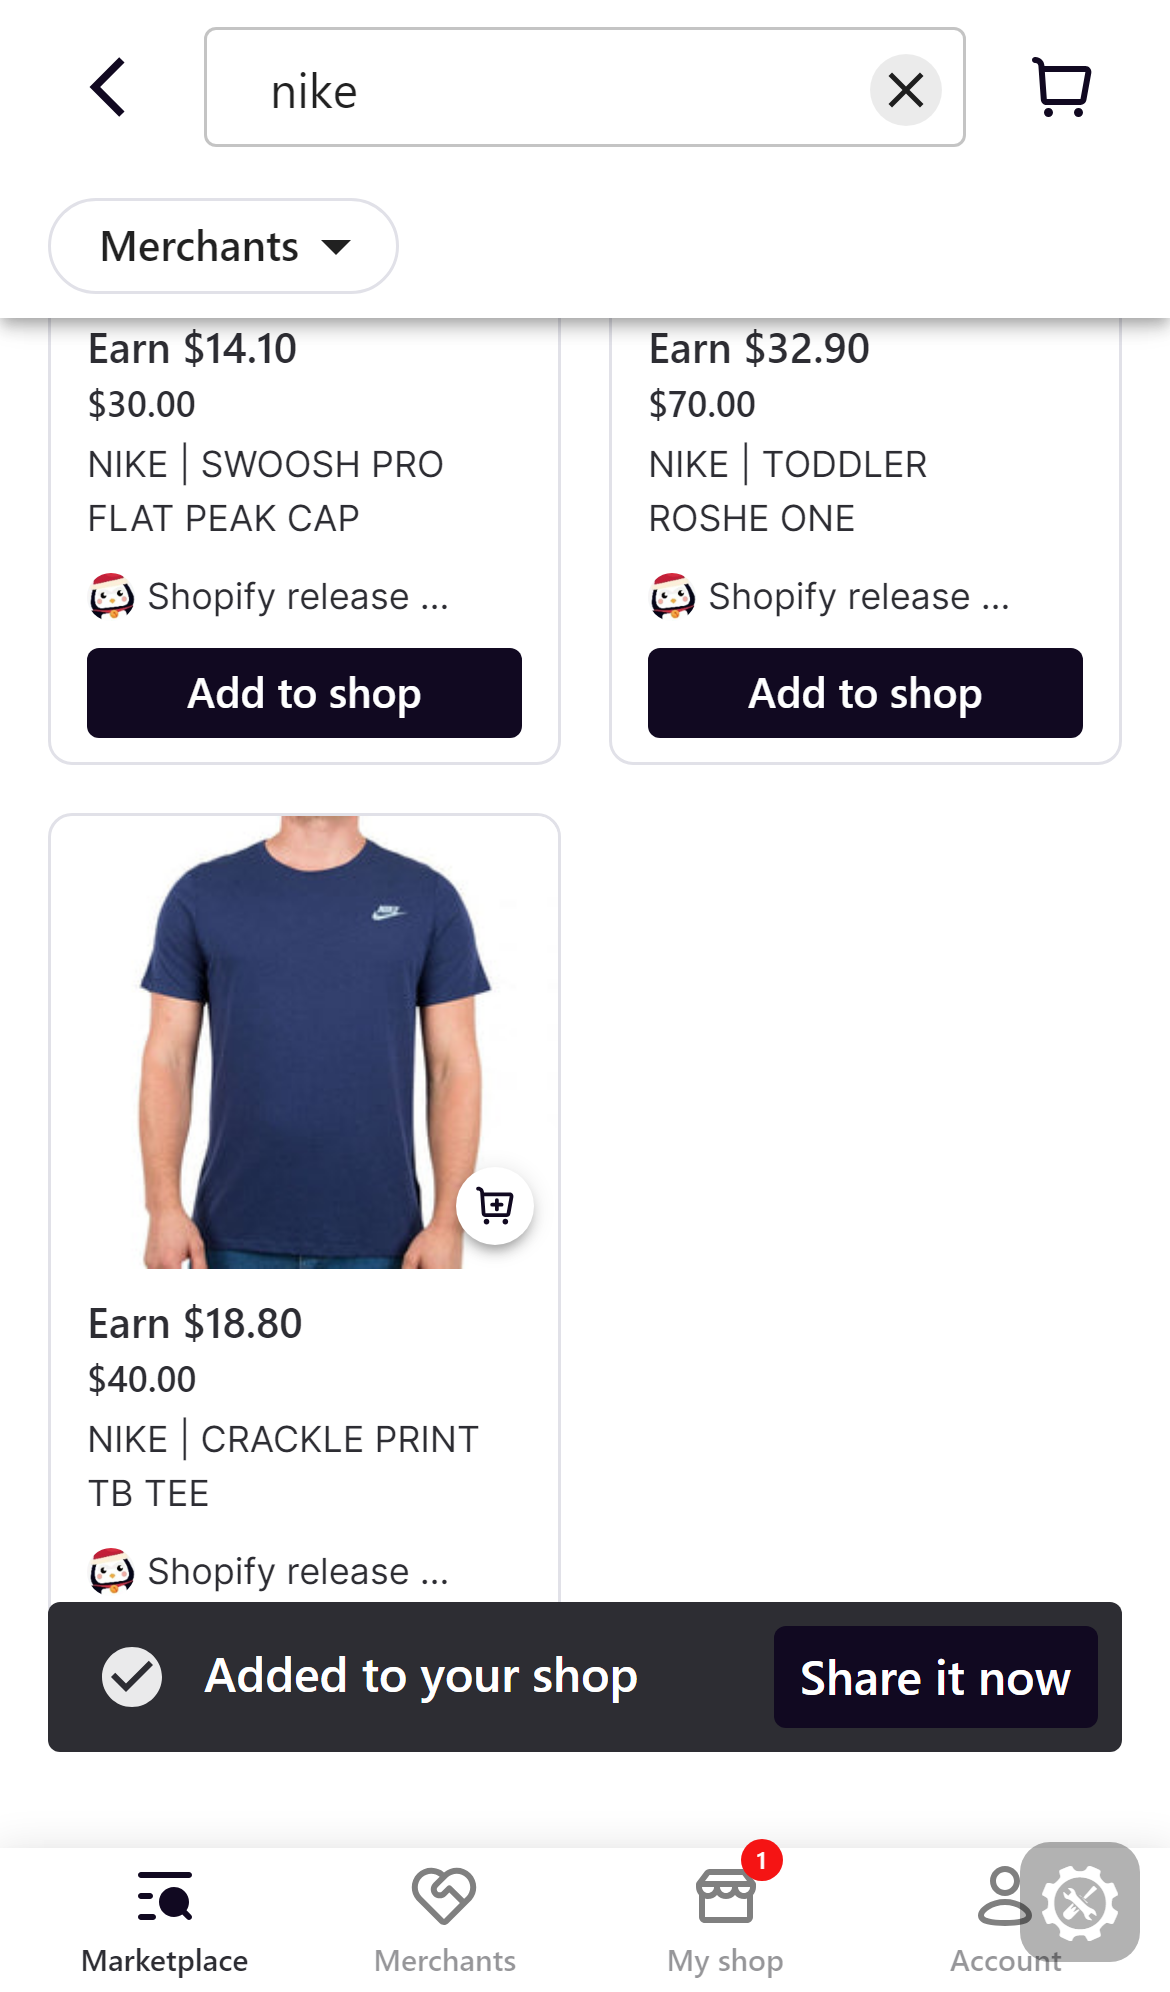 nike
Merchants
Earn $14.10
$30.00
NIKE | SWOOSH PRO
FLAT PEAK CAP
Shopify release ...
Add to shop
Earn $32.90
$70.00
NIKE | TODDLER
ROSHE ONE
Shopify release ...
Add to shop
NIKE
Earn $18.80
$40.00
NIKE | CRACKLE PRINT
TB TEE
Shopify release ...
Added to your shop
Share it now
Marketplace
Merchants
1
My shop
Account